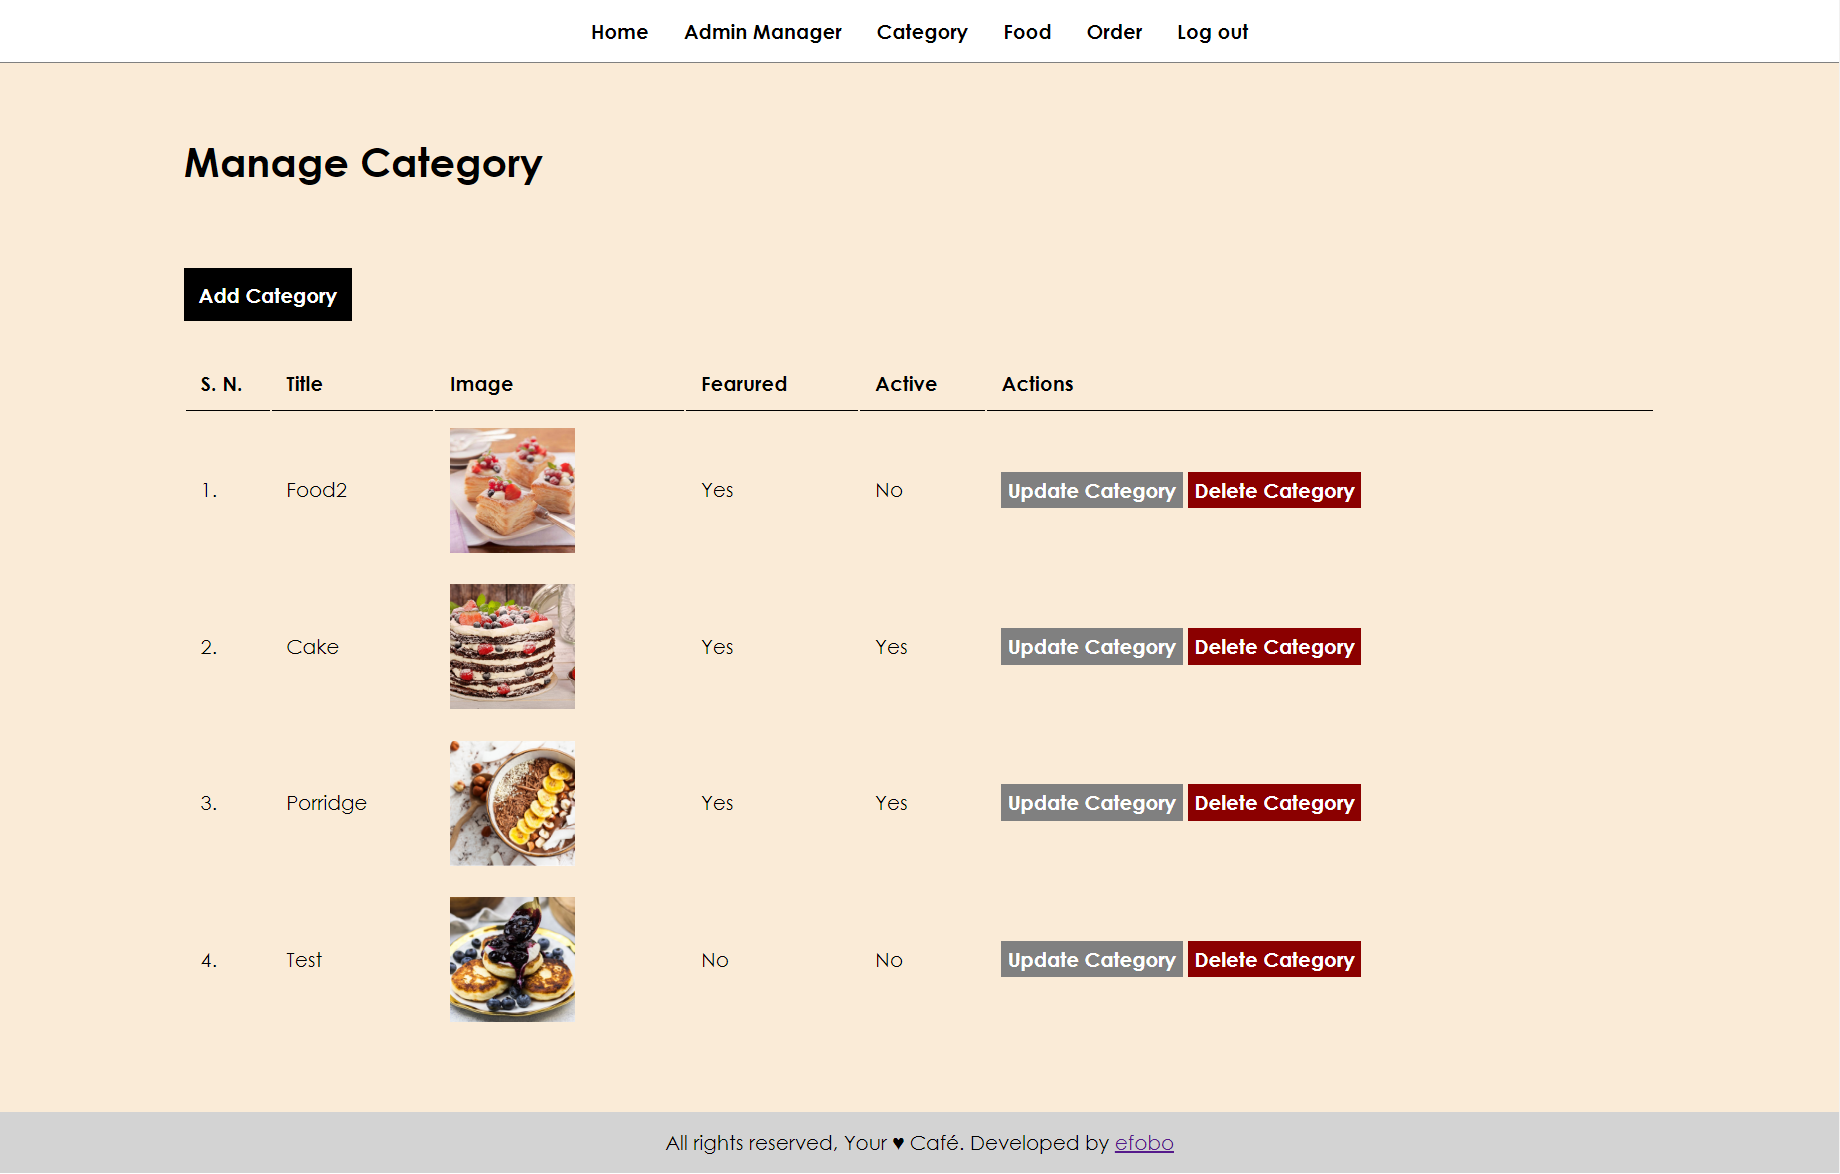 Home Admin Manager Category Food Order Log out
Manage Category
Add Category
S. N. Title Image Fearured Active Actions
1. Food2 Yes No Update Category Delete Category
2. Cake Yes Yes Update Category Delete Category
3. Porridge Yes Yes Update Category Delete Category
4. Test No No Update Category Delete Category
All rights reserved, Your ♥ Café. Developed by efobo